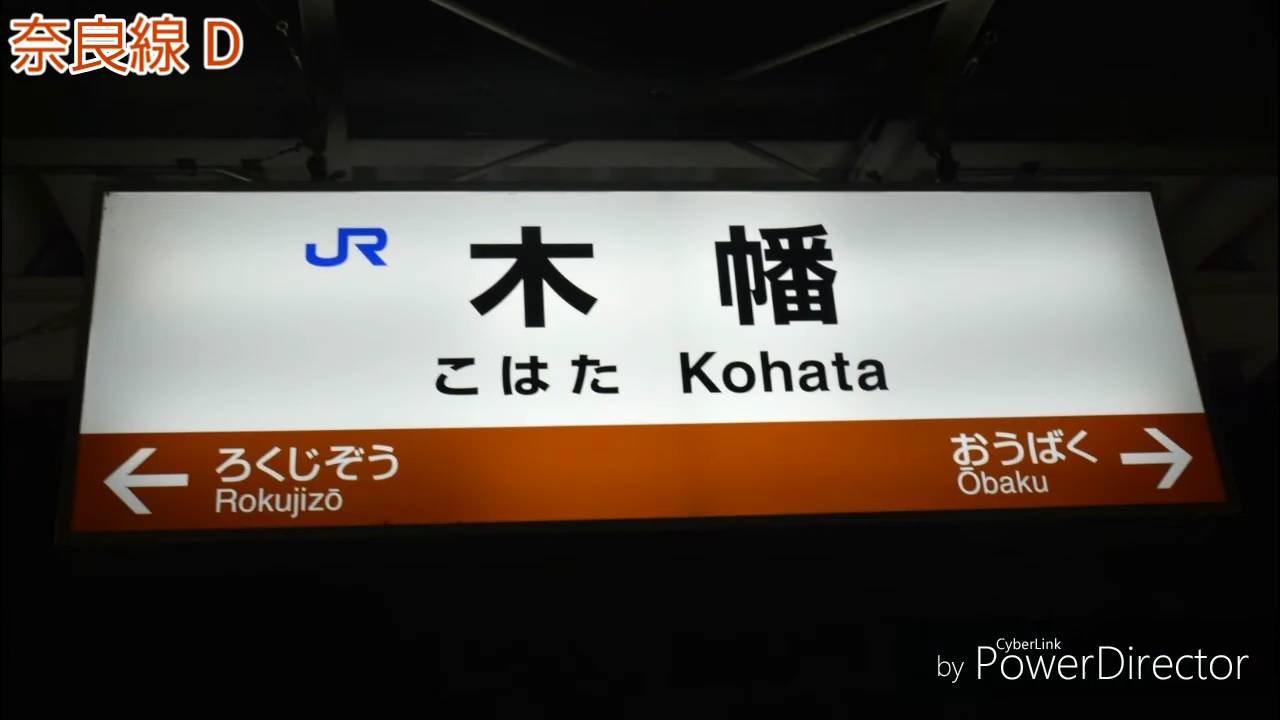 奈良線 D
JR 木幡
こはた Kohata
← ろくじぞう おうばく →
Rokujizō Ōbaku
CyberLink
by PowerDirector